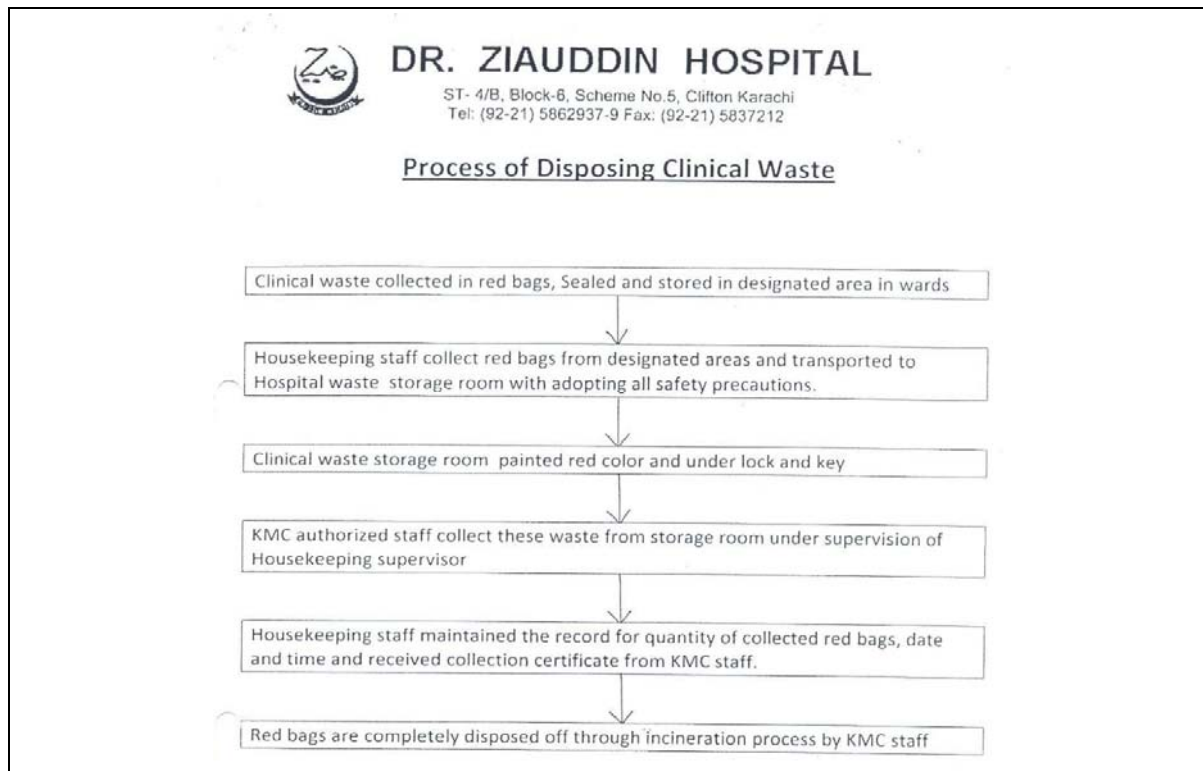 DR. ZIAUDDIN HOSPITAL
ST- 4/B, Block-6, Scheme No.5, Clifton Karachi
Tel: (92-21) 5862937-9 Fax: (92-21) 5837212
Process of Disposing Clinical Waste
Clinical waste collected in red bags, Sealed and stored in designated area in wards
Housekeeping staff collect red bags from designated areas and transported to
Hospital waste storage room with adopting all safety precautions.
Clinical waste storage room painted red color and under lock and key
KMC authorized staff collect these waste from storage room under supervision of
Housekeeping supervisor
Housekeeping staff maintained the record for quantity of collected red bags, date
and time and received collection certificate from KMC staff.
Red bags are completely disposed off through incineration process by KMC staff